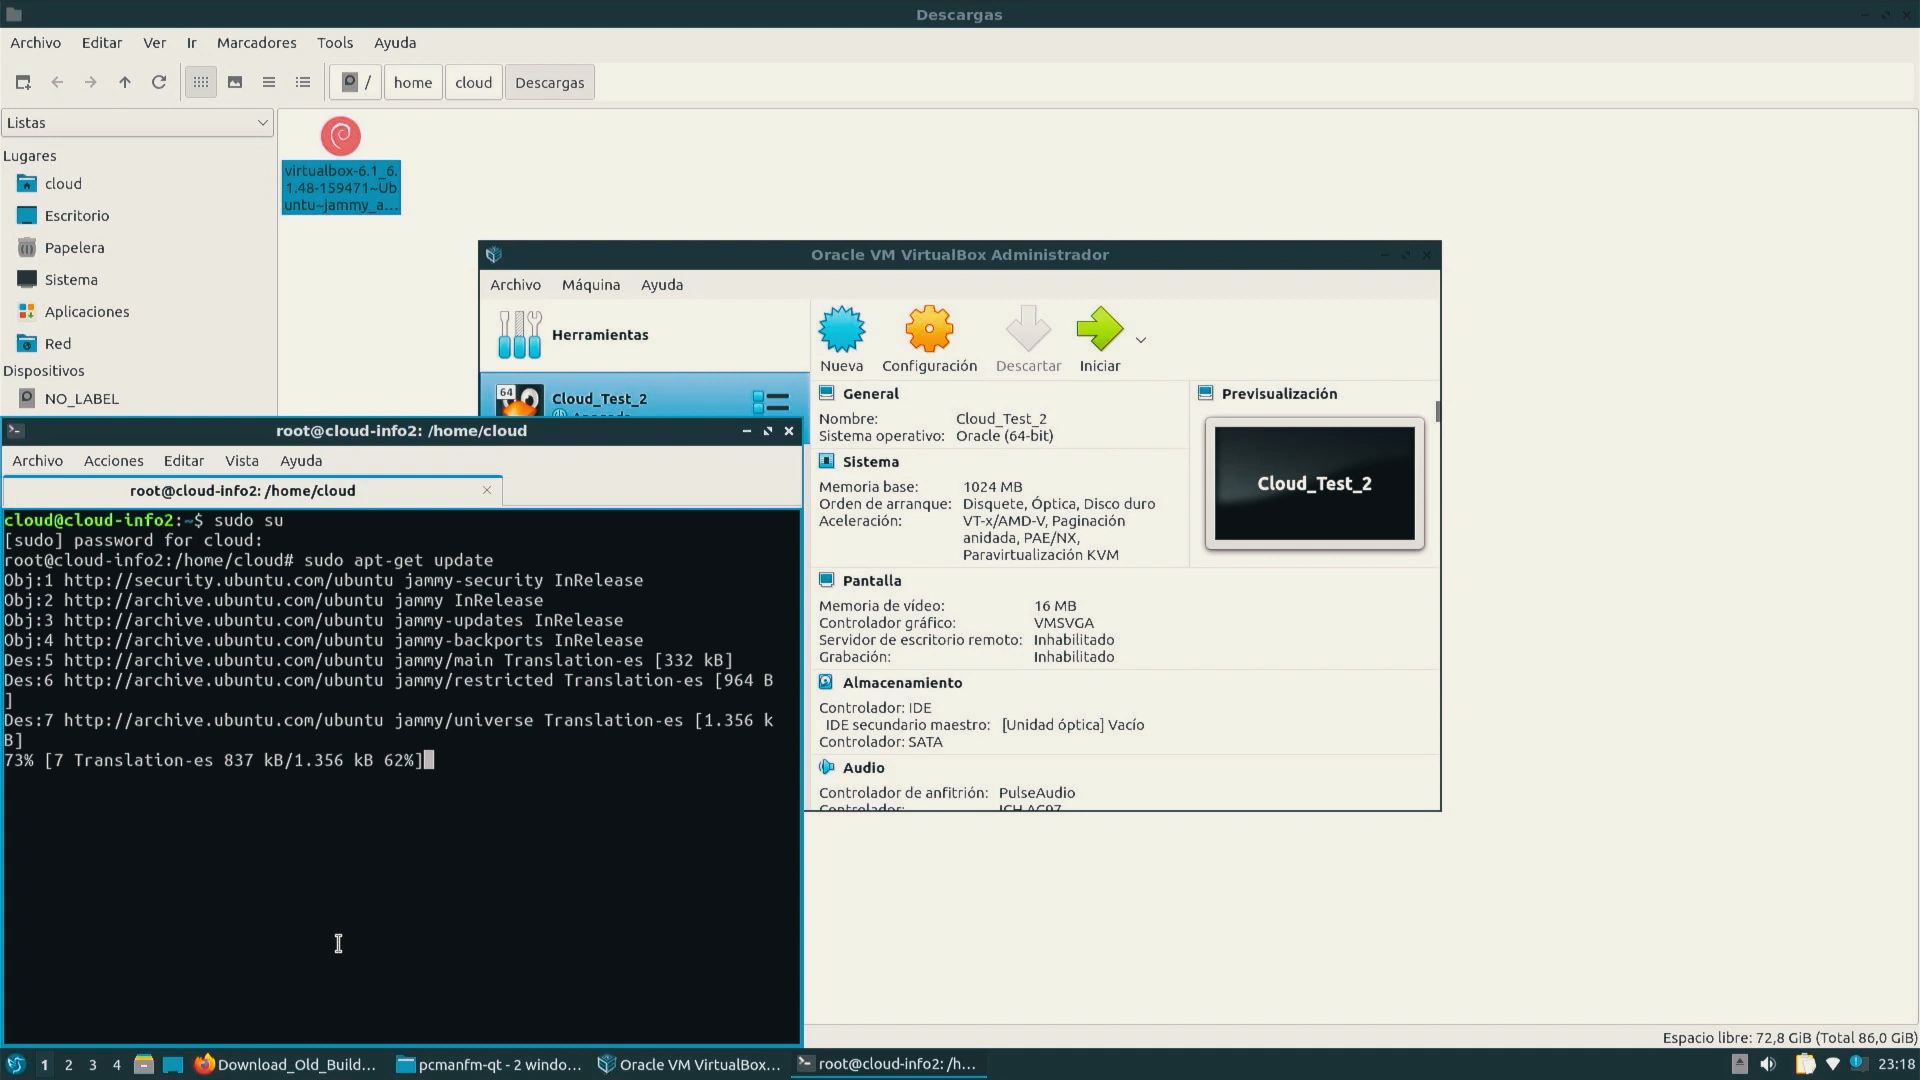 Descargas
Archivo Editar Ver Ir Marcadores Tools Ayuda
/ home cloud Descargas
Listas
Lugares
cloud
Escritorio
Papelera
Sistema
Aplicaciones
Red
Dispositivos
NO_LABEL
virtualbox-6.1_6.
1.48-159471~Ub
untu~jammy_a...
Oracle VM VirtualBox Administrador
Archivo Máquina Ayuda
Herramientas
Nueva Configuración Descartar Iniciar
64
Cloud_Test_2
General
Nombre: Cloud_Test_2
Sistema operativo: Oracle (64-bit)
Sistema
Memoria base: 1024 MB
Orden de arranque: Disquete, Óptica, Disco duro
Aceleración: VT-x/AMD-V, Paginación
anidada, PAE/NX,
Paravirtualización KVM
Previsualización
Cloud_Test_2
Pantalla
Memoria de vídeo: 16 MB
Controlador gráfico: VMSVGA
Servidor de escritorio remoto: Inhabilitado
Grabación: Inhabilitado
Almacenamiento
Controlador: IDE
IDE secundario maestro: [Unidad óptica] Vacío
Controlador: SATA
Audio
Controlador de anfitrión: PulseAudio
Controlador: ICH AC97
root@cloud-info2: /home/cloud
Archivo Acciones Editar Vista Ayuda
root@cloud-info2: /home/cloud
cloud@cloud-info2:~$ sudo su
[sudo] password for cloud:
root@cloud-info2:/home/cloud# sudo apt-get update
Obj:1 http://security.ubuntu.com/ubuntu jammy-security InRelease
Obj:2 http://archive.ubuntu.com/ubuntu jammy InRelease
Obj:3 http://archive.ubuntu.com/ubuntu jammy-updates InRelease
Obj:4 http://archive.ubuntu.com/ubuntu jammy-backports InRelease
Des:5 http://archive.ubuntu.com/ubuntu jammy/main Translation-es [332 kB]
Des:6 http://archive.ubuntu.com/ubuntu jammy/restricted Translation-es [964 B
]
Des:7 http://archive.ubuntu.com/ubuntu jammy/universe Translation-es [1.356 k
B]
73% [7 Translation-es 837 kB/1.356 kB 62%]
Espacio libre: 72,8 GiB (Total 86,0 GiB)
1 2 3 4 Download_Old_Build... pcmanfm-qt - 2 windo... Oracle VM VirtualBox... root@cloud-info2: /h... 23:18